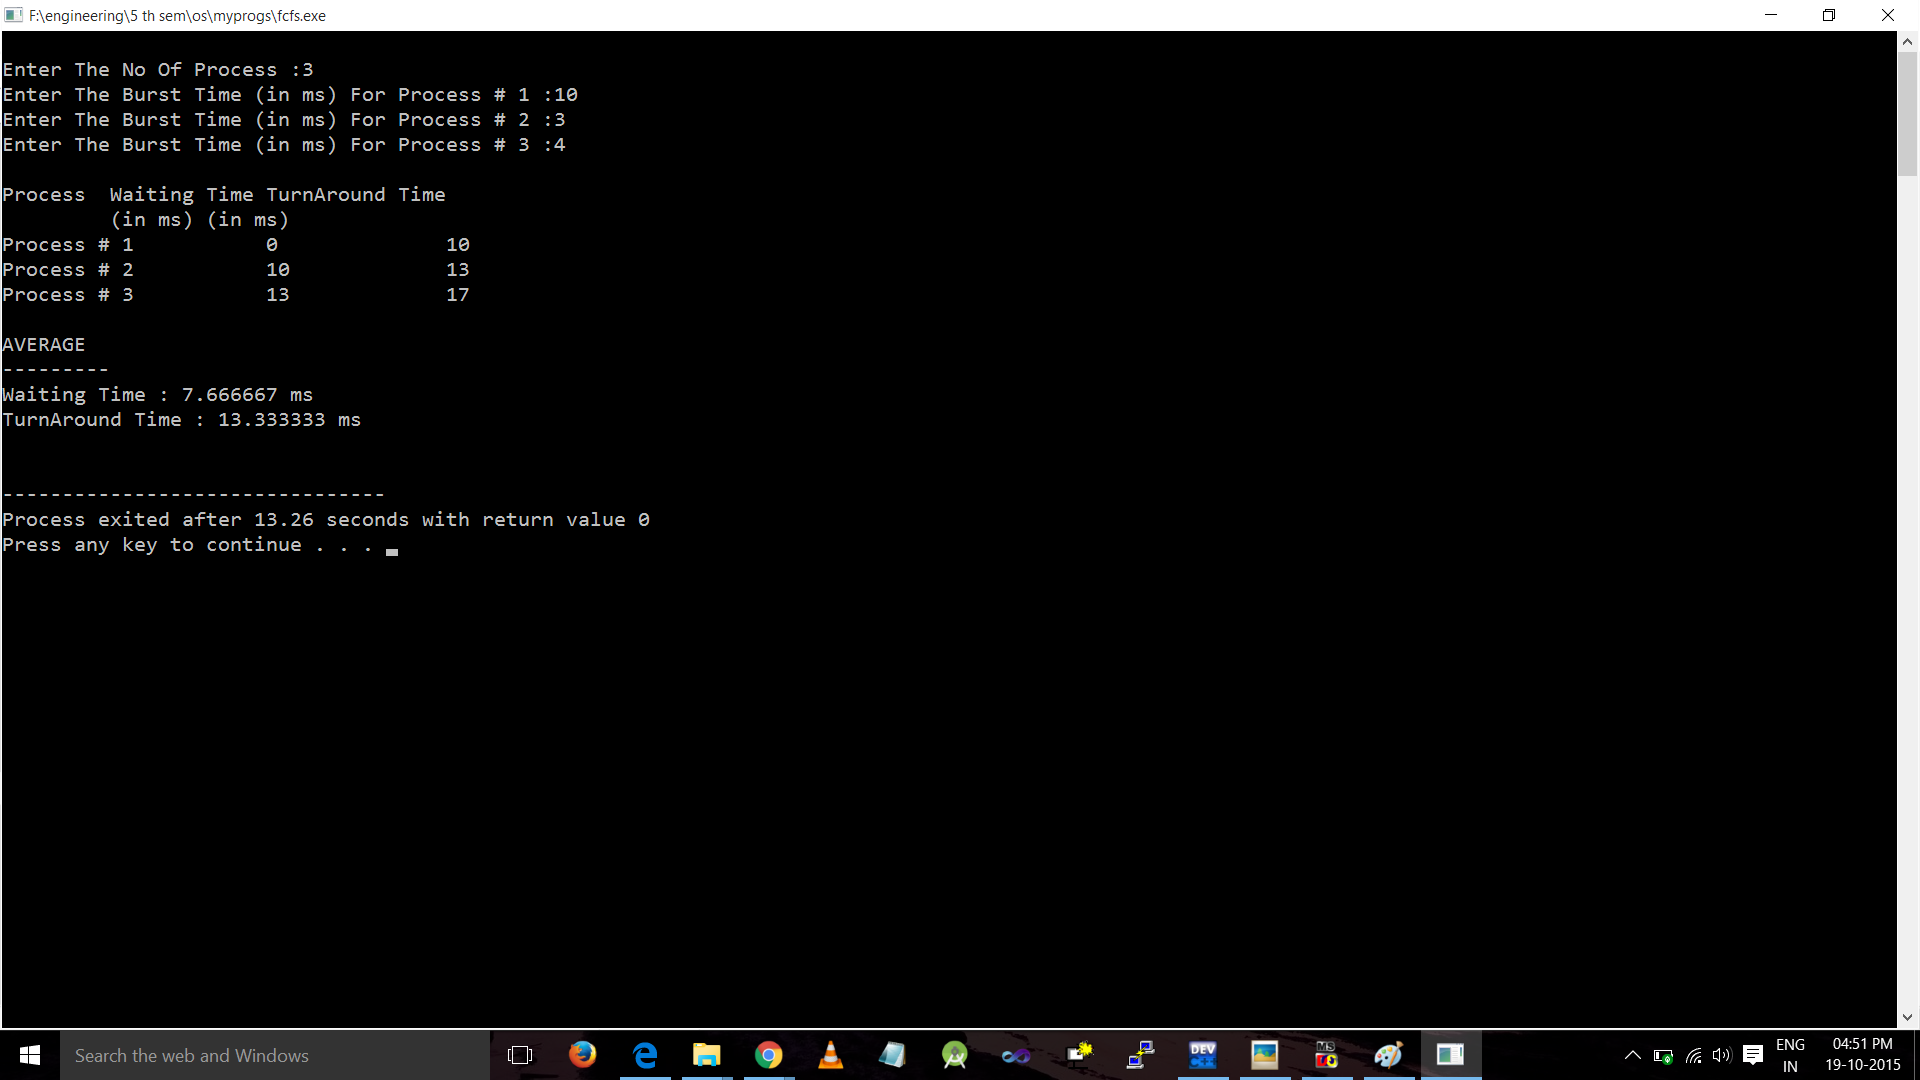 F:\engineering\5 th sem\os\myprogs\fcfs.exe
Enter The No Of Process :3
Enter The Burst Time (in ms) For Process # 1 :10
Enter The Burst Time (in ms) For Process # 2 :3
Enter The Burst Time (in ms) For Process # 3 :4
Process  Waiting Time TurnAround Time
         (in ms) (in ms)
Process # 1           0              10
Process # 2           10             13
Process # 3           13             17
AVERAGE
---------
Waiting Time : 7.666667 ms
TurnAround Time : 13.333333 ms
--------------------------------
Process exited after 13.26 seconds with return value 0
Press any key to continue . . .
Search the web and Windows
DEV
MS
ENG
IN
04:51 PM
19-10-2015